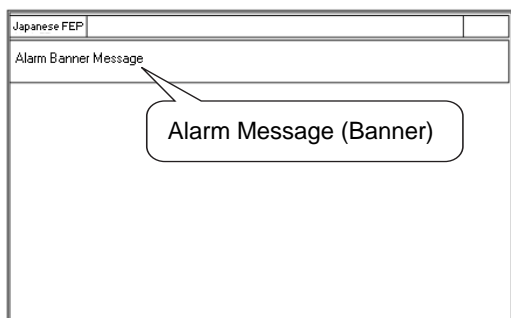 Japanese FEP
Alarm Banner Message
Alarm Message (Banner)